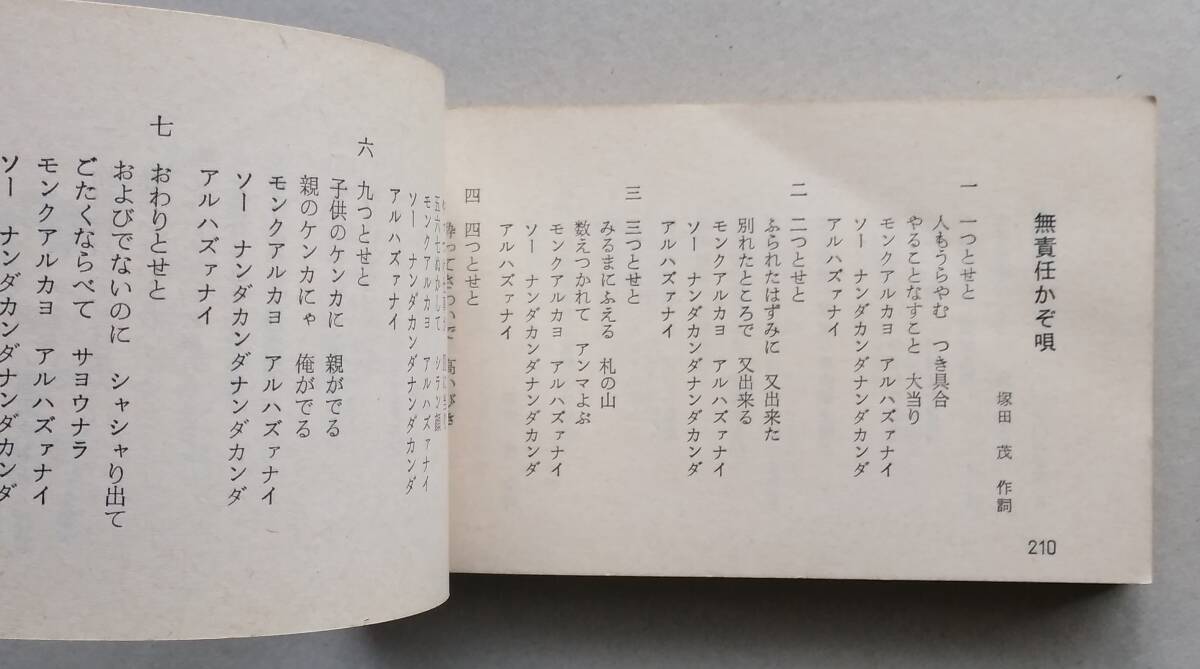 無責任かぞ唄
塚田 茂 作詞
一 一つとせと
人もうらやむ つき具合
やることなすこと 大当り
モンクアルカヨ アルハズァナイ
ソー ナンダカンダナンダカンダ
アルハズァナイ
二 二つとせと
ふられたはずみに 又出来た
別れたところで 又出来る
モンクアルカヨ アルハズァナイ
ソー ナンダカンダナンダカンダ
アルハズァナイ
三 三つとせと
みるまにふえる 札の山
数えつかれて アンマよぶ
モンクアルカヨ アルハズァナイ
ソー ナンダカンダナンダカンダ
アルハズァナイ
四 四つとせと
酔ってさわいで 高いびき
モンクアルカヨ アルハズァナイ
ソー ナンダカンダナンダカンダ
アルハズァナイ
六 九つとせと
子供のケンカに 親がでる
親のケンカにゃ 俺がでる
モンクアルカヨ アルハズァナイ
ソー ナンダカンダナンダカンダ
アルハズァナイ
七 おわりとせと
およびでないのに シャシャり出て
ごたくならべて サヨウナラ
モンクアルカヨ アルハズァナイ
ソー ナンダカンダナンダカンダ
210